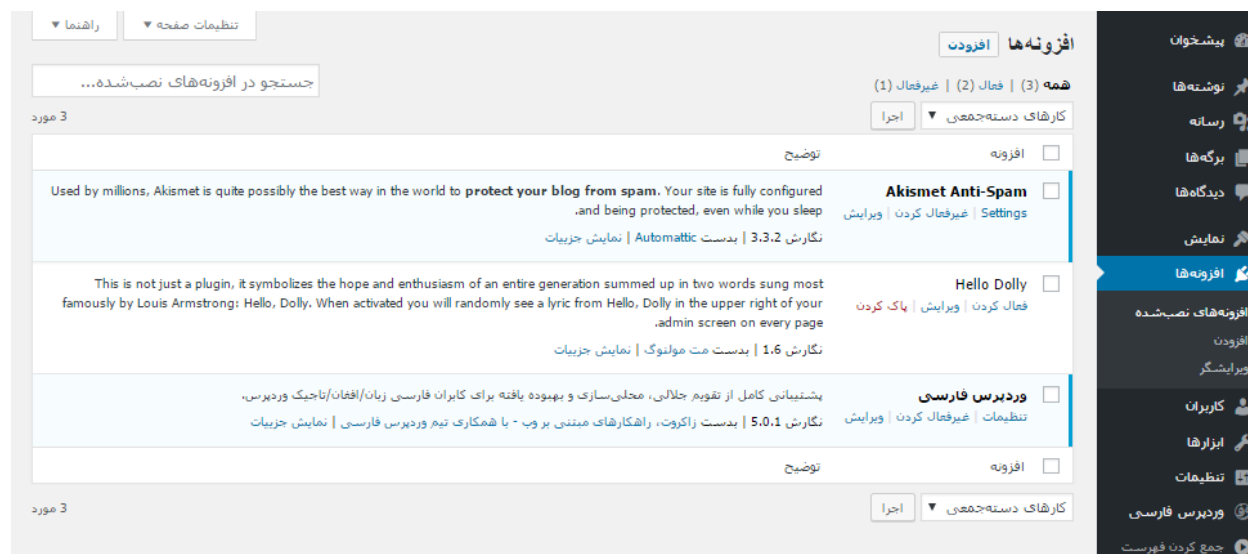 راهنما ▼
تنظیمات صفحه ▼
افزونه‌ها افزودن
جستجو در افزونه‌های نصب‌شده...
همه (3) | فعال (2) | غیرفعال (1)
کارهای دسته‌جمعی ▼ اجرا
3 مورد
افزونه توضیح
Akismet Anti-Spam
Settings | غیرفعال کردن | ویرایش
Used by millions, Akismet is quite possibly the best way in the world to protect your blog from spam. Your site is fully configured
and being protected, even while you sleep.
نگارش 3.3.2 | بدست Automattic | نمایش جزییات
Hello Dolly
فعال کردن | ویرایش | پاک کردن
This is not just a plugin, it symbolizes the hope and enthusiasm of an entire generation summed up in two words sung most
famously by Louis Armstrong: Hello, Dolly. When activated you will randomly see a lyric from Hello, Dolly in the upper right of your
admin screen on every page.
نگارش 1.6 | بدست مت مولنوگ | نمایش جزییات
وردپرس فارسی
تنظیمات | غیرفعال کردن | ویرایش
پشتیبانی کامل از تقویم جلالی، محلی‌سازی و بهبوده یافته برای کابران فارسی زبان/افغان/تاجیک وردپرس.
نگارش 5.0.1 | بدست زاکروت، راهکارهای مبتنی بر وب - با همکاری تیم وردپرس فارسی | نمایش جزییات
افزونه توضیح
کارهای دسته‌جمعی ▼ اجرا
3 مورد
پیشخوان
نوشته‌ها
رسانه
برگه‌ها
دیدگاه‌ها
نمایش
افزونه‌ها
افزونه‌های نصب‌شده
افزودن
ویرایشگر
کاربران
ابزارها
تنظیمات
وردپرس فارسی
جمع کردن فهرست